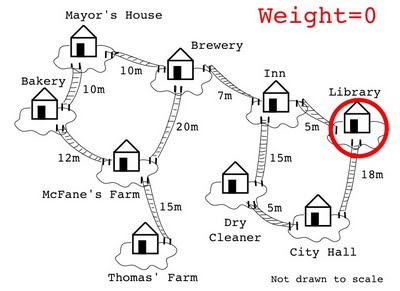 Mayor's House
Weight=0
Brewery
10m
Inn
Bakery
10m
7m
Library
5m
20m
12m
15m
18m
McFane's Farm
15m
5m
Dry
Cleaner
City Hall
Thomas' Farm
Not drawn to scale